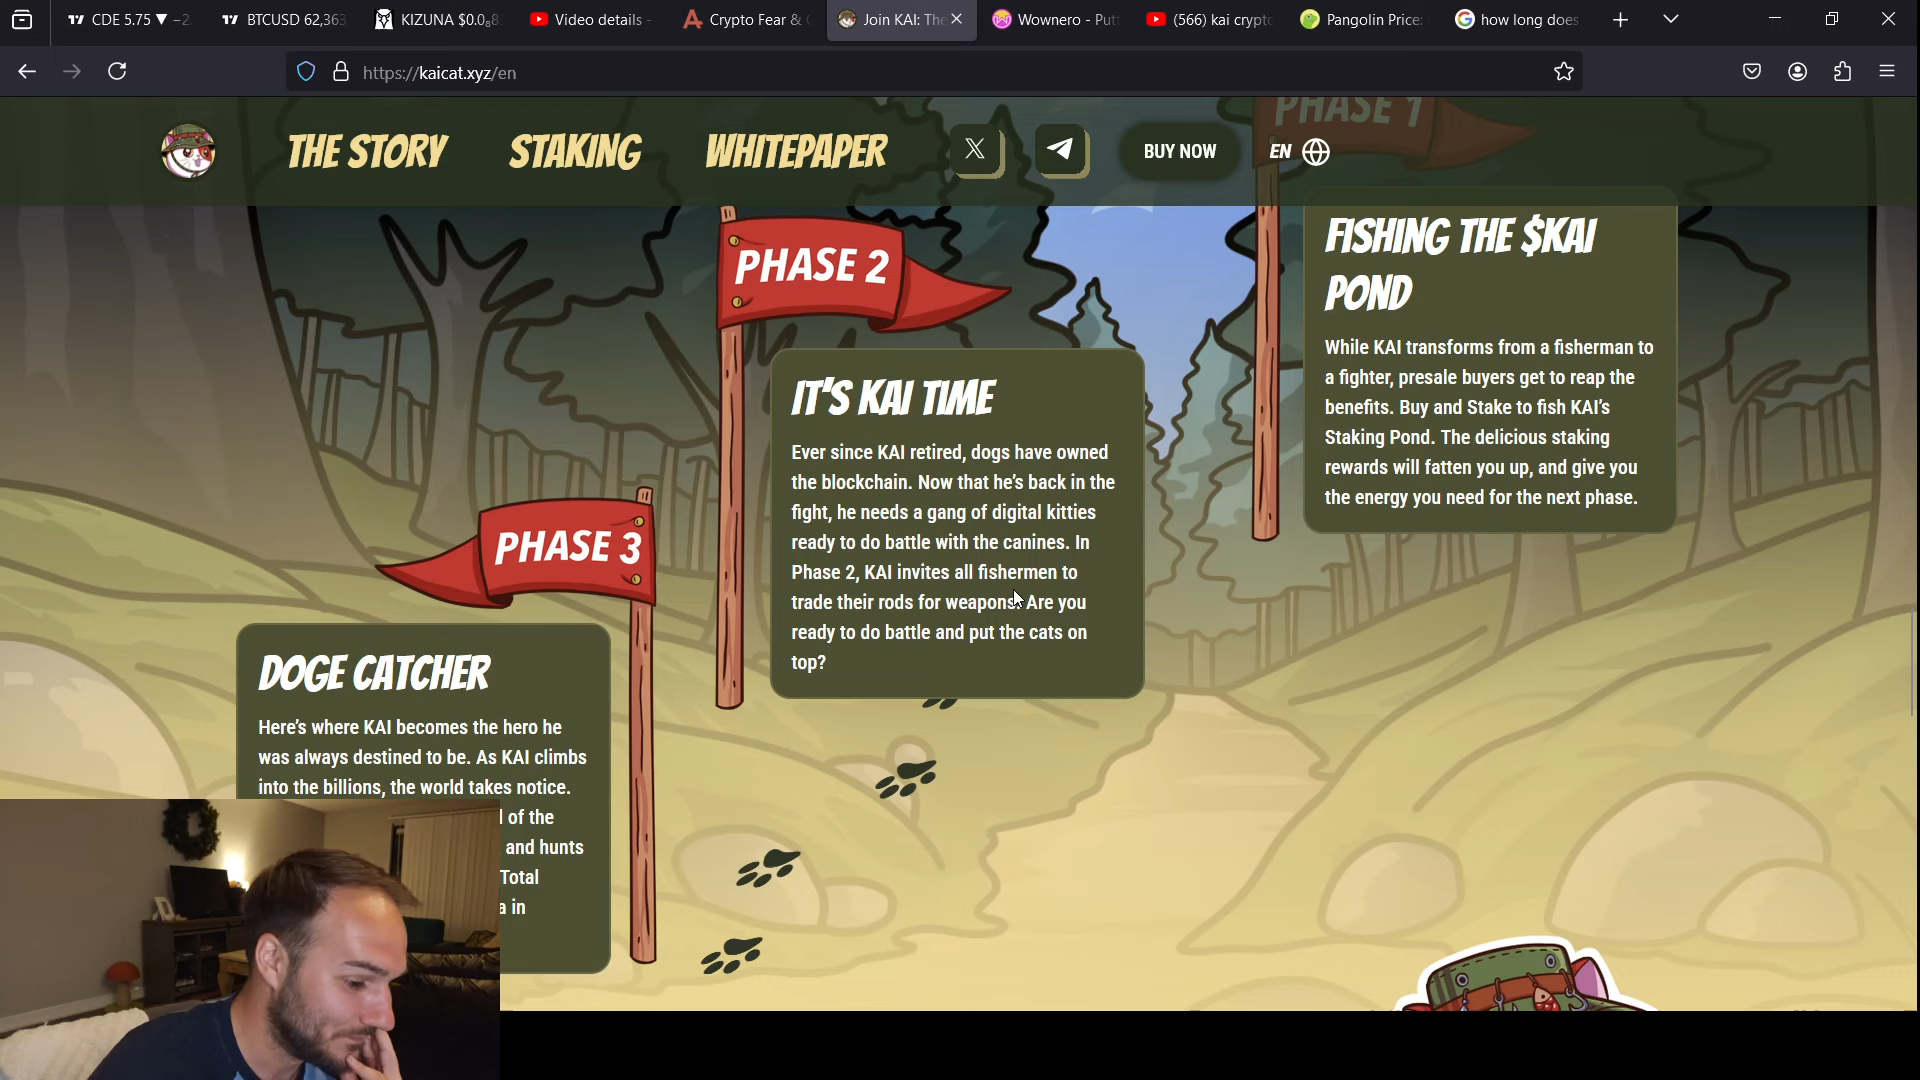 CDE 5.75 ▼ −2.
BTCUSD 62,363
KIZUNA $0.0₈8
Video details -
Crypto Fear &
Join KAI: The
Wownero - Put
(566) kai crypt
Pangolin Price:
how long does
https://kaicat.xyz/en
THE STORY
STAKING
WHITEPAPER
BUY NOW
EN
PHASE 1
FISHING THE $KAI
POND
While KAI transforms from a fisherman to
a fighter, presale buyers get to reap the
benefits. Buy and Stake to fish KAI's
Staking Pond. The delicious staking
rewards will fatten you up, and give you
the energy you need for the next phase.
PHASE 2
IT'S KAI TIME
Ever since KAI retired, dogs have owned
the blockchain. Now that he's back in the
fight, he needs a gang of digital kitties
ready to do battle with the canines. In
Phase 2, KAI invites all fishermen to
trade their rods for weapons. Are you
ready to do battle and put the cats on
top?
PHASE 3
DOGE CATCHER
Here's where KAI becomes the hero he
was always destined to be. As KAI climbs
into the billions, the world takes notice.
of the
and hunts
Total
in